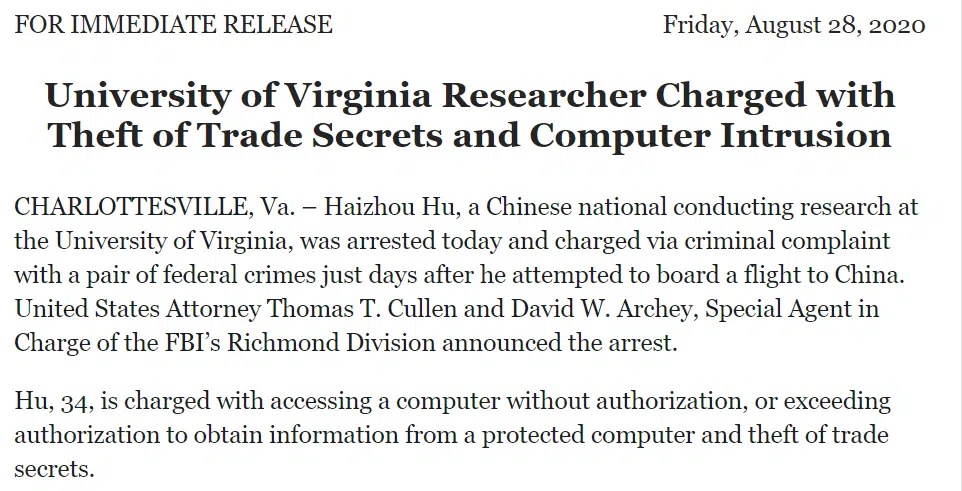 FOR IMMEDIATE RELEASE
Friday, August 28, 2020
University of Virginia Researcher Charged with
Theft of Trade Secrets and Computer Intrusion
CHARLOTTESVILLE, Va. – Haizhou Hu, a Chinese national conducting research at
the University of Virginia, was arrested today and charged via criminal complaint
with a pair of federal crimes just days after he attempted to board a flight to China.
United States Attorney Thomas T. Cullen and David W. Archey, Special Agent in
Charge of the FBI’s Richmond Division announced the arrest.
Hu, 34, is charged with accessing a computer without authorization, or exceeding
authorization to obtain information from a protected computer and theft of trade
secrets.